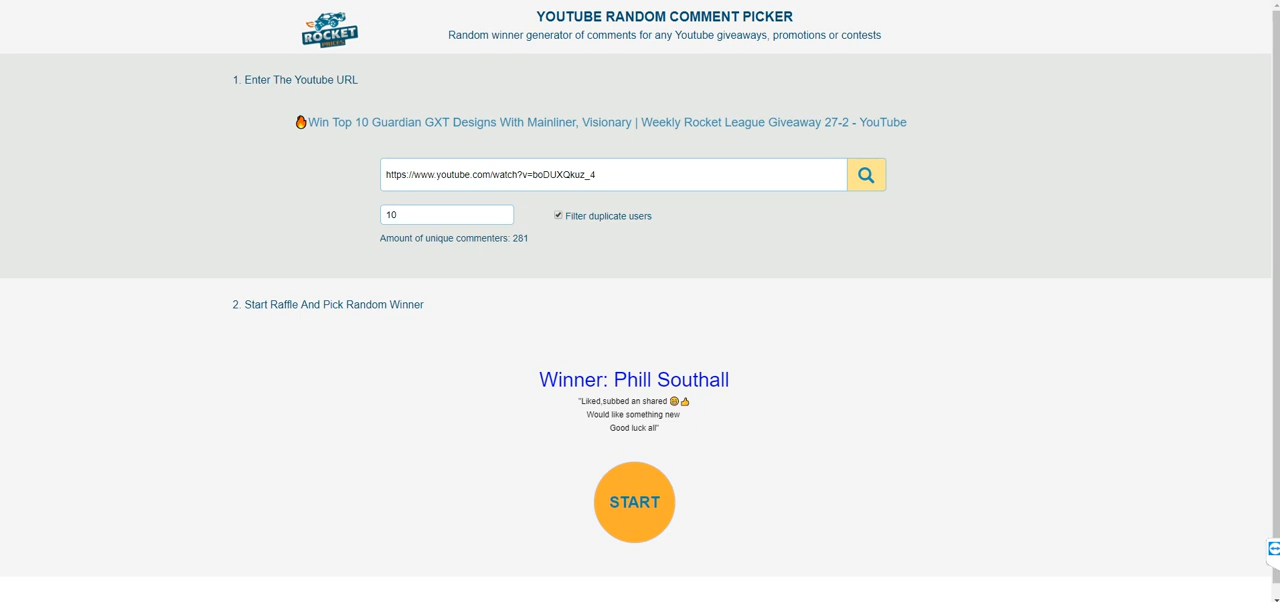 ROCKET
PRICES
YOUTUBE RANDOM COMMENT PICKER
Random winner generator of comments for any Youtube giveaways, promotions or contests
1. Enter The Youtube URL
🔥Win Top 10 Guardian GXT Designs With Mainliner, Visionary | Weekly Rocket League Giveaway 27-2 - YouTube
https://www.youtube.com/watch?v=boDUXQkuz_4
10
Filter duplicate users
Amount of unique commenters: 281
2. Start Raffle And Pick Random Winner
Winner: Phill Southall
"Liked,subbed an shared 😄👍
Would like something new
Good luck all"
START